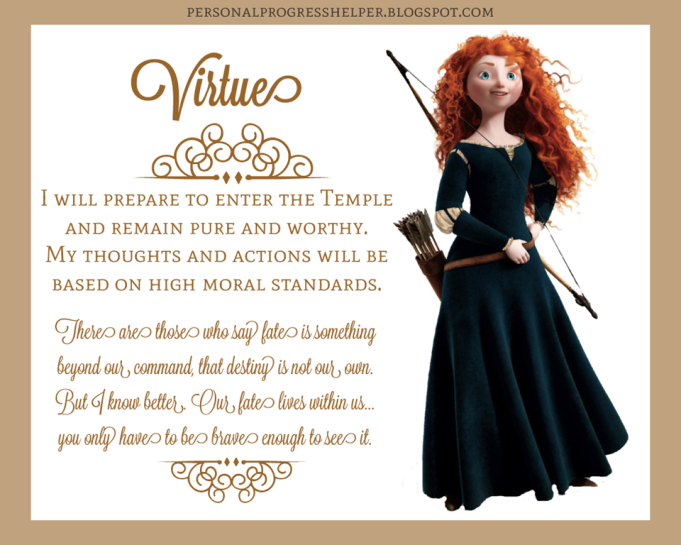 PERSONALPROGRESSHELPER.BLOGSPOT.COM
Virtue
I WILL PREPARE TO ENTER THE TEMPLE
AND REMAIN PURE AND WORTHY.
MY THOUGHTS AND ACTIONS WILL BE
BASED ON HIGH MORAL STANDARDS.
There are those who say fate is something
beyond our command, that destiny is not our own.
But I know better. Our fate lives within us...
you only have to be brave enough to see it.